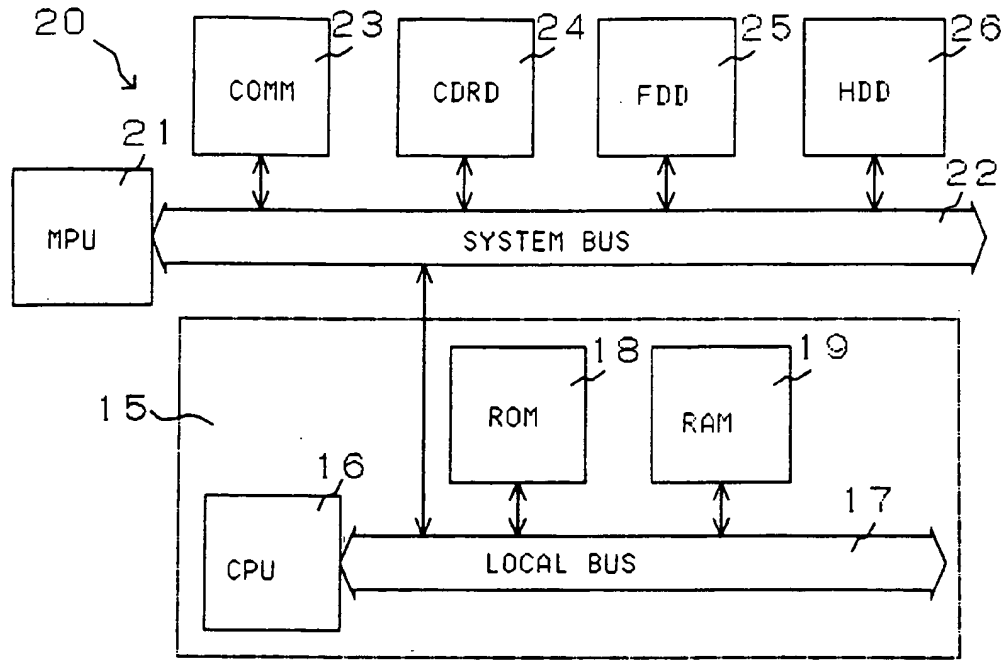 20
23
24
25
26
COMM
CDRD
FDD
HDD
21
22
MPU
SYSTEM BUS
18
19
15
ROM
RAM
16
17
CPU
LOCAL BUS